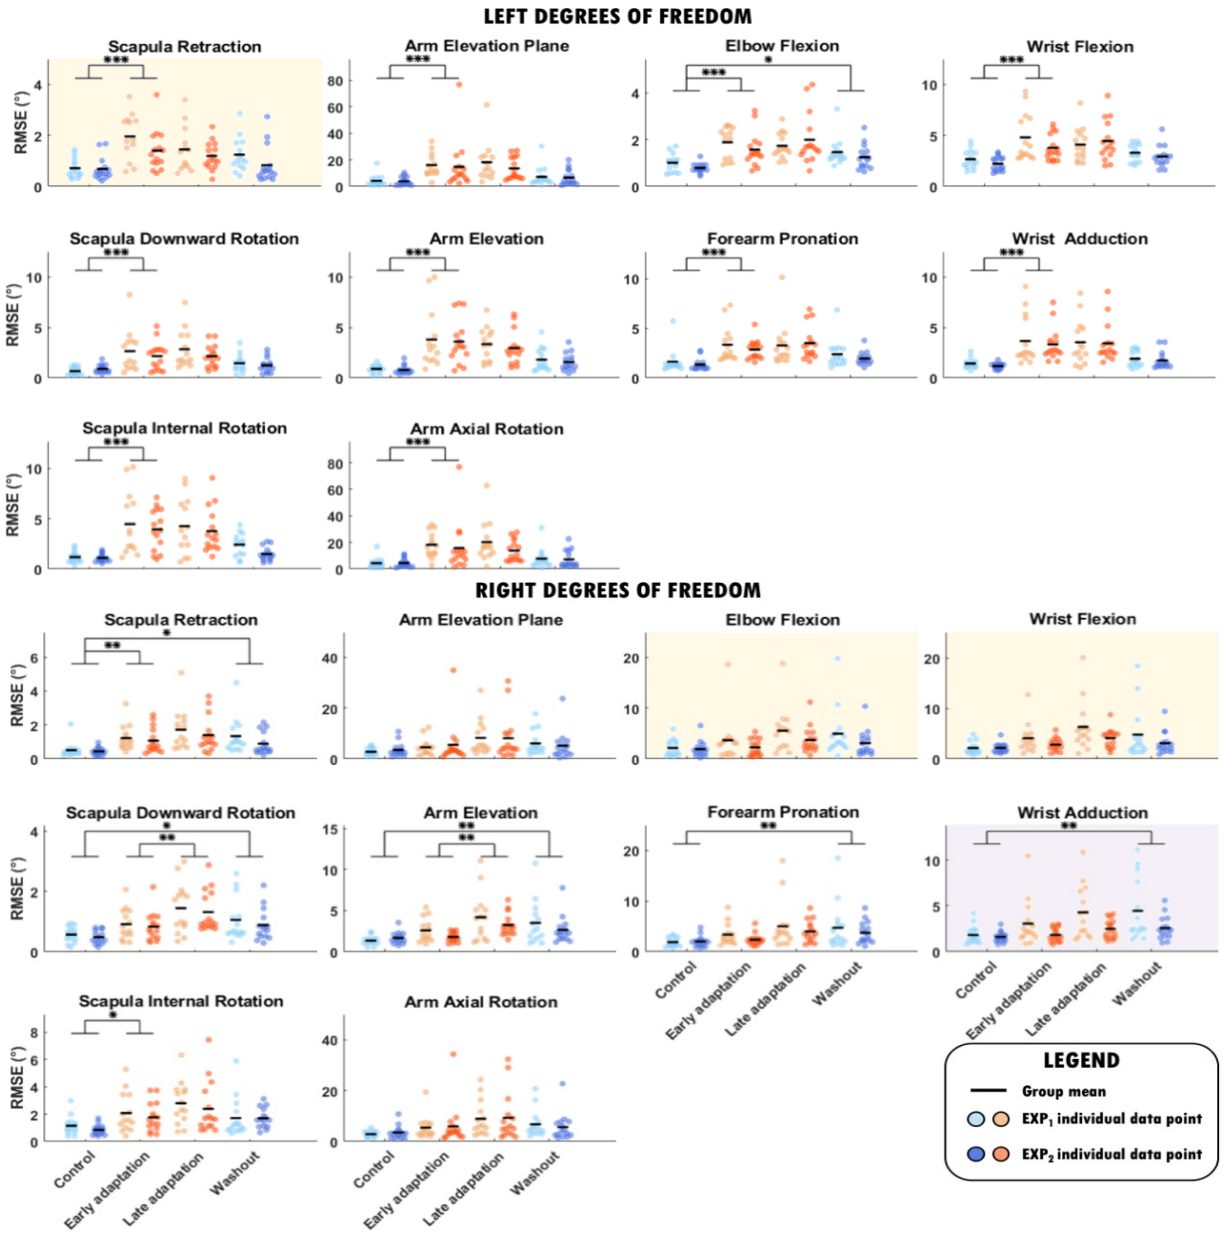 LEFT DEGREES OF FREEDOM
Scapula Retraction
Arm Elevation Plane
Elbow Flexion
Wrist Flexion
***
***
*
***
***
RMSE (°)
4
2
0
80
60
40
20
0
4
2
0
10
5
0
Scapula Downward Rotation
Arm Elevation
Forearm Pronation
Wrist Adduction
***
***
***
***
RMSE (°)
10
5
0
10
5
0
10
5
0
10
5
0
Scapula Internal Rotation
Arm Axial Rotation
***
***
RMSE (°)
10
5
0
80
60
40
20
0
RIGHT DEGREES OF FREEDOM
Scapula Retraction
Arm Elevation Plane
Elbow Flexion
Wrist Flexion
*
**
RMSE (°)
6
4
2
0
40
20
0
20
10
0
20
10
0
Scapula Downward Rotation
Arm Elevation
Forearm Pronation
Wrist Adduction
*
**
**
**
**
**
RMSE (°)
4
2
0
15
10
5
0
20
10
0
10
5
0
Control
Early adaptation
Late adaptation
Washout
Control
Early adaptation
Late adaptation
Washout
Scapula Internal Rotation
Arm Axial Rotation
*
RMSE (°)
8
6
4
2
0
40
20
0
Control
Early adaptation
Late adaptation
Washout
Control
Early adaptation
Late adaptation
Washout
LEGEND
Group mean
EXP1 individual data point
EXP2 individual data point